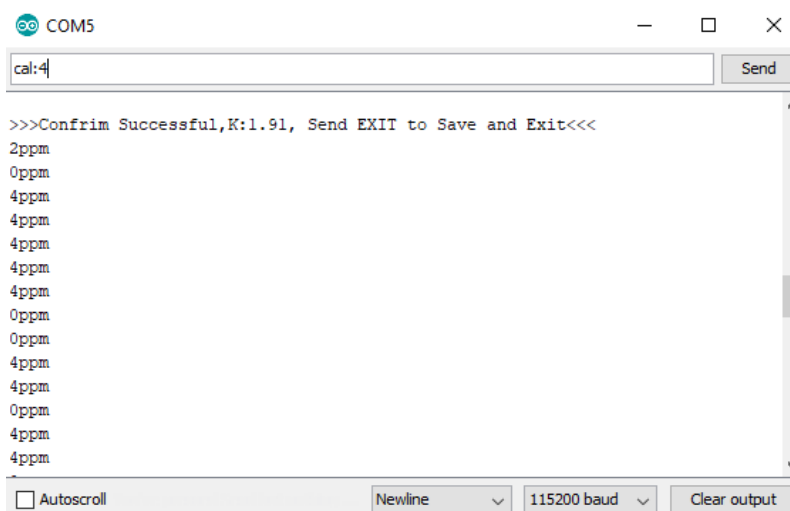 COM5
cal:4
Send
>>>Confrim Successful,K:1.91, Send EXIT to Save and Exit<<<
2ppm
0ppm
4ppm
4ppm
4ppm
4ppm
4ppm
0ppm
0ppm
4ppm
4ppm
0ppm
4ppm
4ppm
Autoscroll Newline 115200 baud Clear output